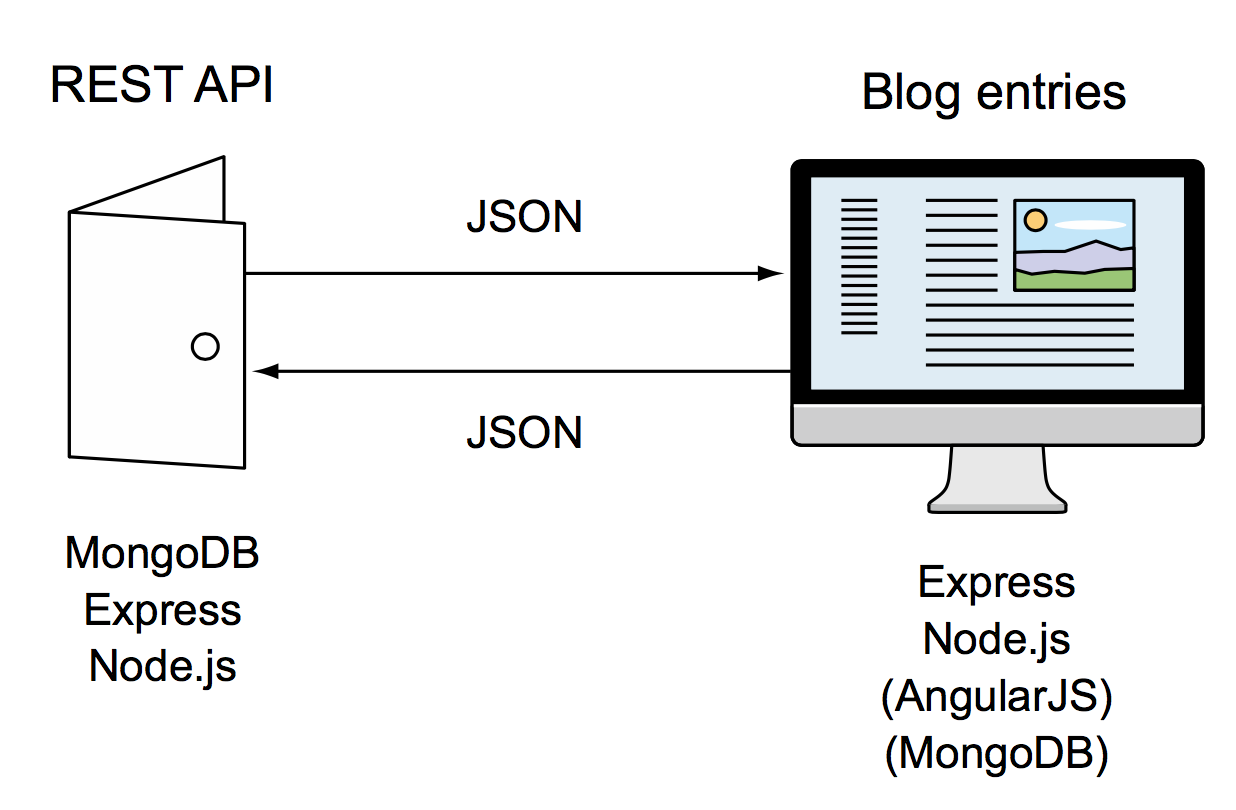 REST API
Blog entries
JSON
JSON
MongoDB
Express
Node.js
Express
Node.js
(AngularJS)
(MongoDB)